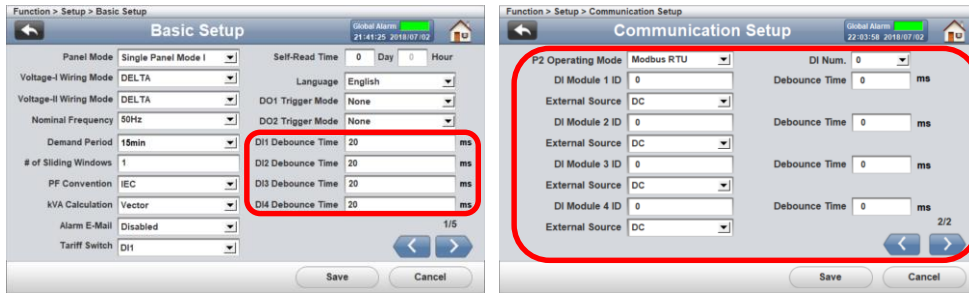 Function > Setup > Basic Setup
Basic Setup
Global Alarm
21:41:25 2018/07/02
Panel Mode Single Panel Mode I
Self-Read Time 0 Day 0 Hour
Voltage-I Wiring Mode DELTA
Language English
Voltage-II Wiring Mode DELTA
DO1 Trigger Mode None
Nominal Frequency 50Hz
DO2 Trigger Mode None
Demand Period 15min
DI1 Debounce Time 20 ms
# of Sliding Windows 1
DI2 Debounce Time 20 ms
PF Convention IEC
DI3 Debounce Time 20 ms
kVA Calculation Vector
DI4 Debounce Time 20 ms
Alarm E-Mail Disabled
1/5
Tariff Switch DI1
Save Cancel
Function > Setup > Communication Setup
Communication Setup
Global Alarm
22:03:58 2018/07/02
P2 Operating Mode Modbus RTU
DI Num. 0
DI Module 1 ID 0
Debounce Time 0 ms
External Source DC
DI Module 2 ID 0
Debounce Time 0 ms
External Source DC
DI Module 3 ID 0
Debounce Time 0 ms
External Source DC
DI Module 4 ID 0
Debounce Time 0 ms
External Source DC
2/2
Save Cancel